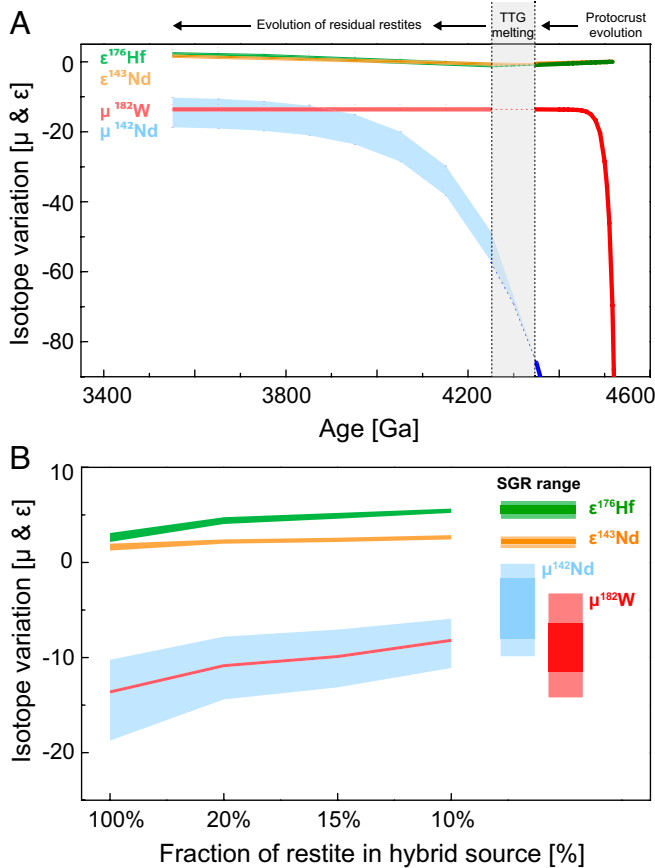 A
Evolution of residual restites
TTG
melting
Protocrust
evolution
ε¹⁷⁶Hf
ε¹⁴³Nd
μ¹⁸²W
μ¹⁴²Nd
Isotope variation [μ & ε]
0
-20
-40
-60
-80
3400
3800
4200
4600
Age [Ga]
B
Isotope variation [μ & ε]
10
0
-10
-20
SGR range
ε¹⁷⁶Hf
ε¹⁴³Nd
μ¹⁴²Nd
μ¹⁸²W
100%
20%
15%
10%
Fraction of restite in hybrid source [%]